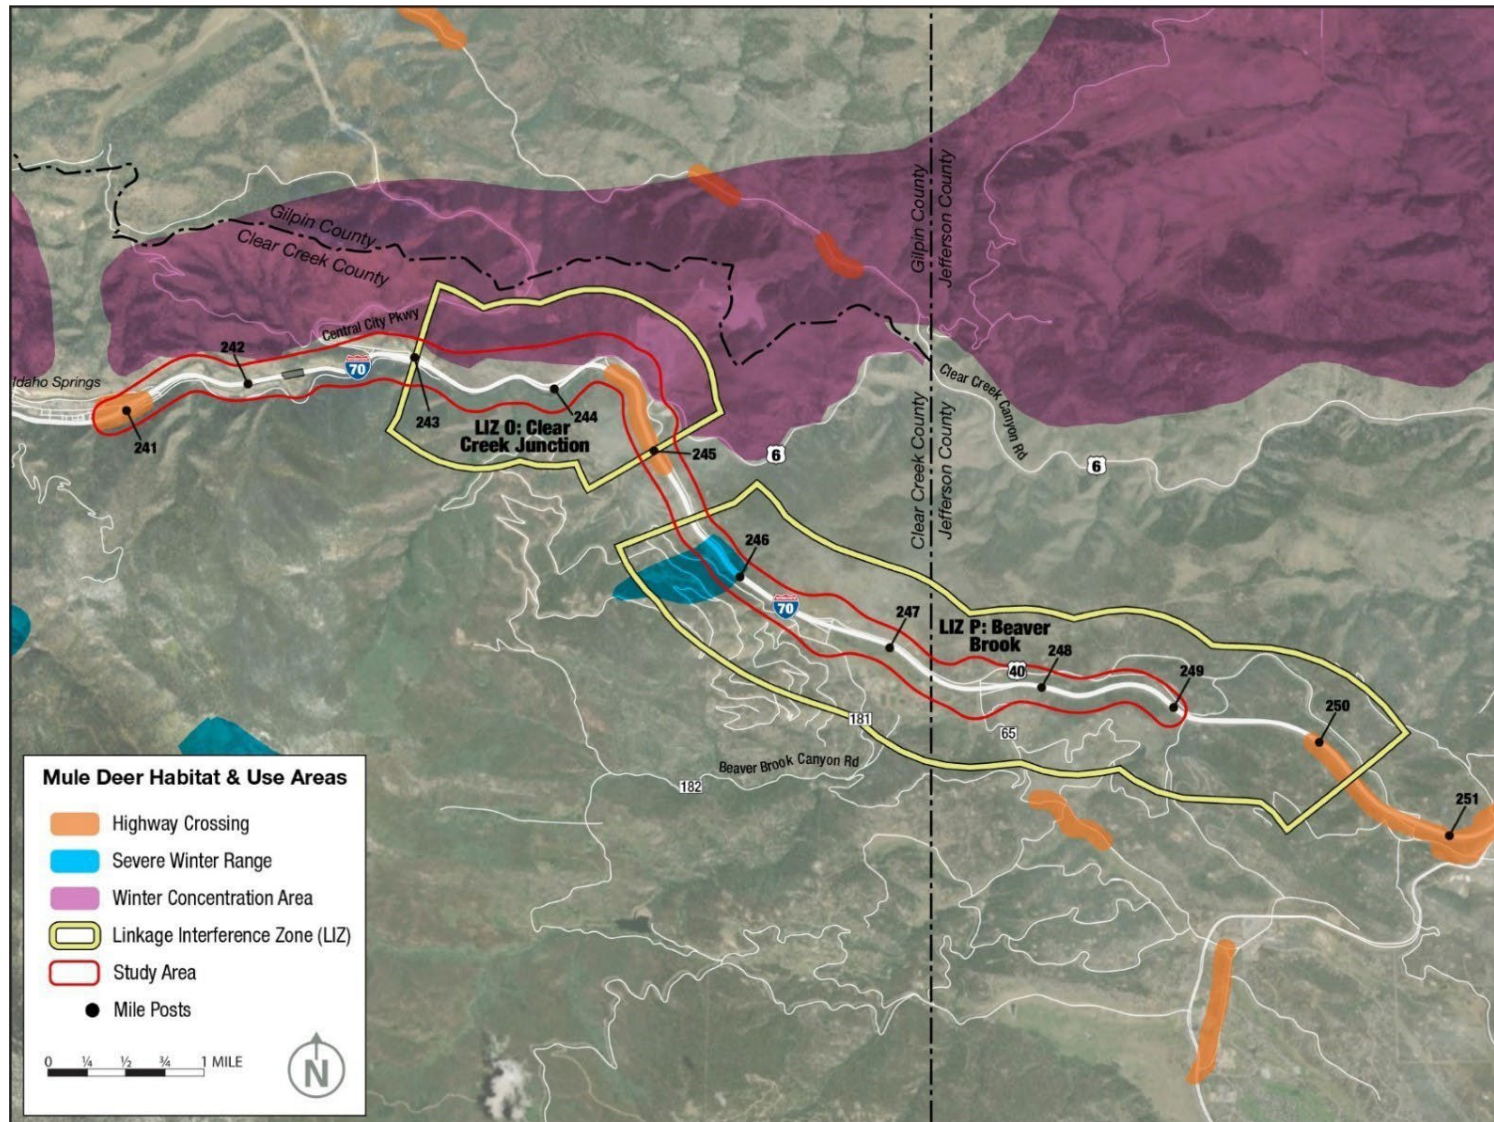 Gilpin County
Clear Creek County
Gilpin County
Jefferson County
Central City Pkwy
Idaho Springs
242
70
241
243
244
LIZ O: Clear
Creek Junction
245
6
Clear Creek Canyon Rd
6
Clear Creek County
Jefferson County
246
70
247
LIZ P: Beaver
Brook
40
248
249
250
181
65
Beaver Brook Canyon Rd
182
251
Mule Deer Habitat & Use Areas
Highway Crossing
Severe Winter Range
Winter Concentration Area
Linkage Interference Zone (LIZ)
Study Area
Mile Posts
0 ¼ ½ ¾ 1 MILE
N